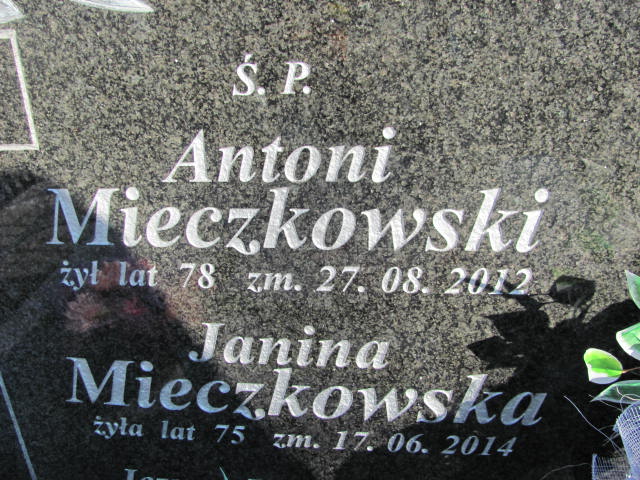 Ś. P.
Antoni
Mieczkowski
żył lat 78 zm. 27. 08. 2012
Janina
Mieczkowska
żyła lat 75 zm. 17. 06. 2014